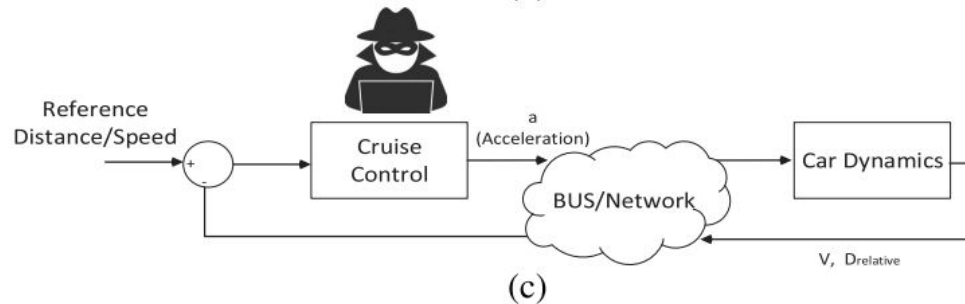 Reference
Distance/Speed
+
-
Cruise
Control
a
(Acceleration)
BUS/Network
Car Dynamics
V, Drelative
(c)